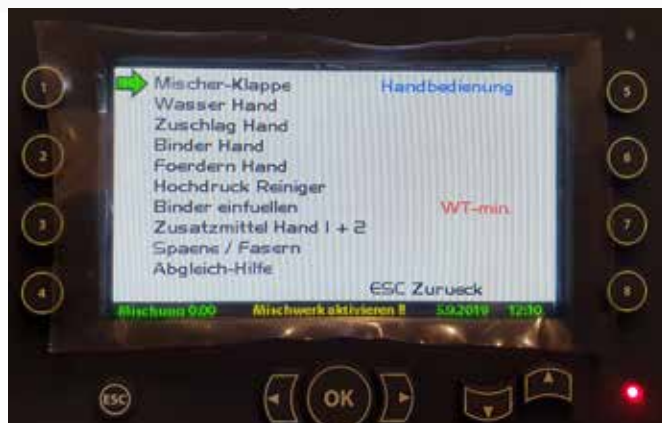 Mischer-Klappe Handbedienung
Wasser Hand
Zuschlag Hand
Binder Hand
Foerdern Hand
Hochdruck Reiniger
Binder einfuellen WT-min.
Zusatzmittel Hand 1 + 2
Spaene / Fasern
Abgleich-Hilfe
ESC Zurueck
Mischung 0.00 Mischwerk aktivieren !! 5.9.2019 12:10
1
2
3
4
5
6
7
8
ESC
OK